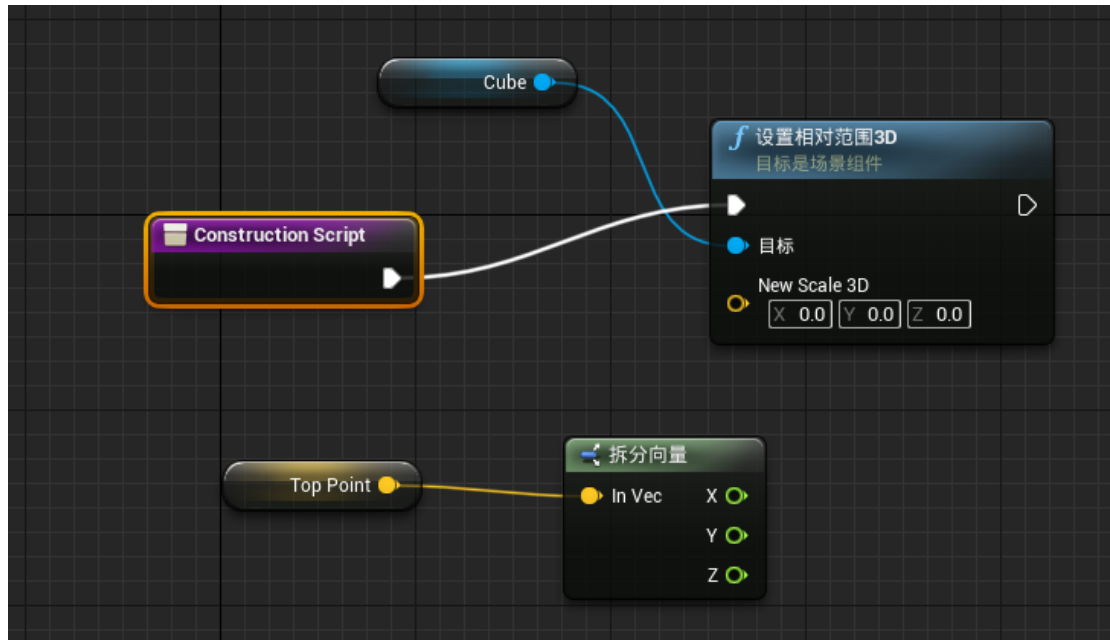 Cube
设置相对范围3D
目标是场景组件
Construction Script
目标
New Scale 3D
X 0.0 Y 0.0 Z 0.0
拆分向量
Top Point
In Vec X
Y
Z